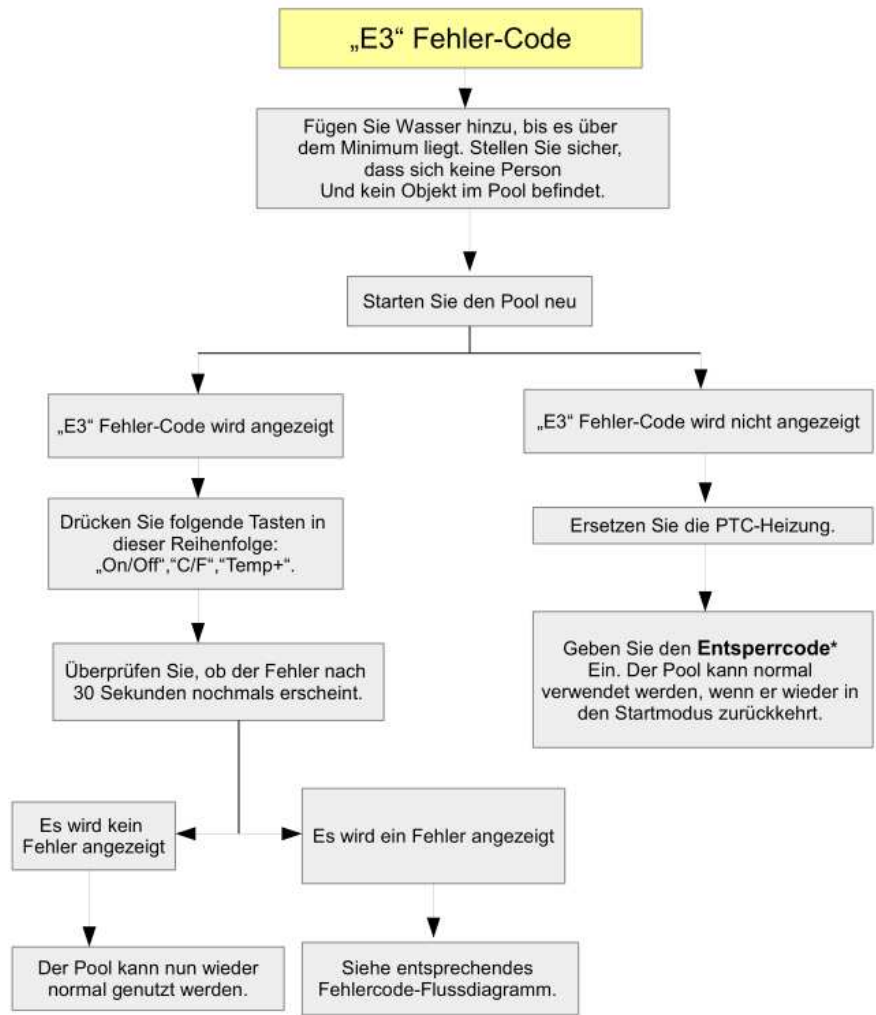 „E3“ Fehler-Code
Fügen Sie Wasser hinzu, bis es über
dem Minimum liegt. Stellen Sie sicher,
dass sich keine Person
Und kein Objekt im Pool befindet.
Starten Sie den Pool neu
„E3“ Fehler-Code wird angezeigt
„E3“ Fehler-Code wird nicht angezeigt
Drücken Sie folgende Tasten in
dieser Reihenfolge:
„On/Off“,“C/F“,“Temp+“.
Ersetzen Sie die PTC-Heizung.
Überprüfen Sie, ob der Fehler nach
30 Sekunden nochmals erscheint.
Geben Sie den Entsperrcode*
Ein. Der Pool kann normal
verwendet werden, wenn er wieder in
den Startmodus zurückkehrt.
Es wird kein
Fehler angezeigt
Es wird ein Fehler angezeigt
Der Pool kann nun wieder
normal genutzt werden.
Siehe entsprechendes
Fehlercode-Flussdiagramm.